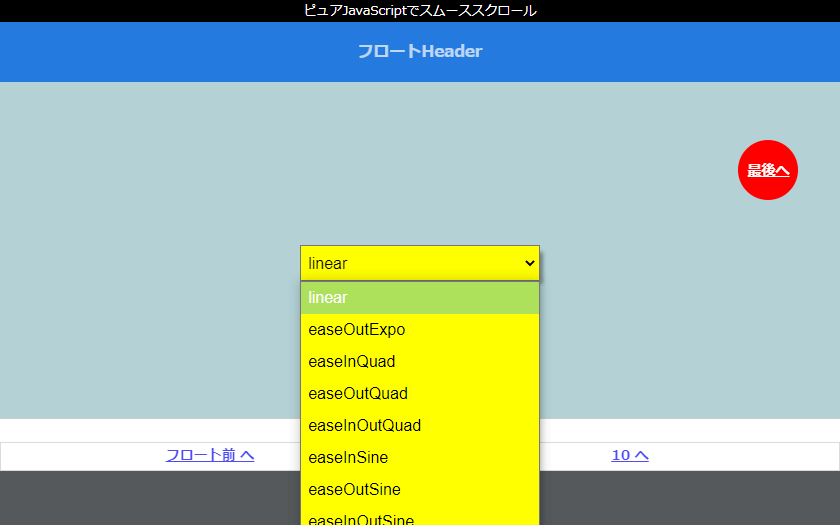 ピュアJavaScriptでスムーススクロール
フロートHeader
最後へ
linear
linear
easeOutExpo
easeInQuad
easeOutQuad
easeInOutQuad
フロート前 へ
10 へ
easeInSine
easeOutSine
easeInOutSine